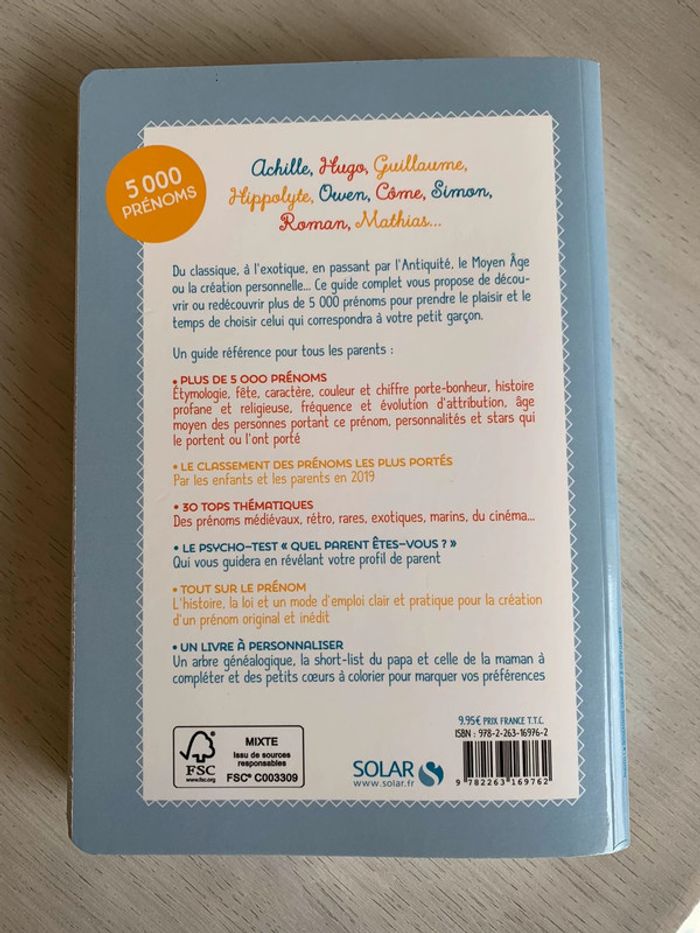 5 000
PRÉNOMS
Achille, Hugo, Guillaume,
Hippolyte, Owen, Côme, Simon,
Roman, Mathias...
Du classique, à l'exotique, en passant par l'Antiquité, le Moyen Âge
ou la création personnelle... Ce guide complet vous propose de décou-
vrir ou redécouvrir plus de 5 000 prénoms pour prendre le plaisir et le
temps de choisir celui qui correspondra à votre petit garçon.
Un guide référence pour tous les parents :
• PLUS DE 5 000 PRÉNOMS
Étymologie, fête, caractère, couleur et chiffre porte-bonheur, histoire
profane et religieuse, fréquence et évolution d'attribution, âge
moyen des personnes portant ce prénom, personnalités et stars qui
le portent ou l'ont porté
• LE CLASSEMENT DES PRÉNOMS LES PLUS PORTÉS
Par les enfants et les parents en 2019
• 30 TOPS THÉMATIQUES
Des prénoms médiévaux, rétro, rares, exotiques, marins, du cinéma...
• LE PSYCHO-TEST « QUEL PARENT ÊTES-VOUS ? »
Qui vous guidera en révélant votre profil de parent
• TOUT SUR LE PRÉNOM
L'histoire, la loi et un mode d'emploi clair et pratique pour la création
d'un prénom original et inédit
• UN LIVRE À PERSONNALISER
Un arbre généalogique, la short-list du papa et celle de la maman à
compléter et des petits cœurs à colorier pour marquer vos préférences
9.95€ PRIX FRANCE T.T.C.
ISBN : 978-2-263-16976-2
9 782263 169762
FSC
www.fsc.org
MIXTE
Issu de sources
responsables
FSC® C003309
SOLAR
www.solar.fr